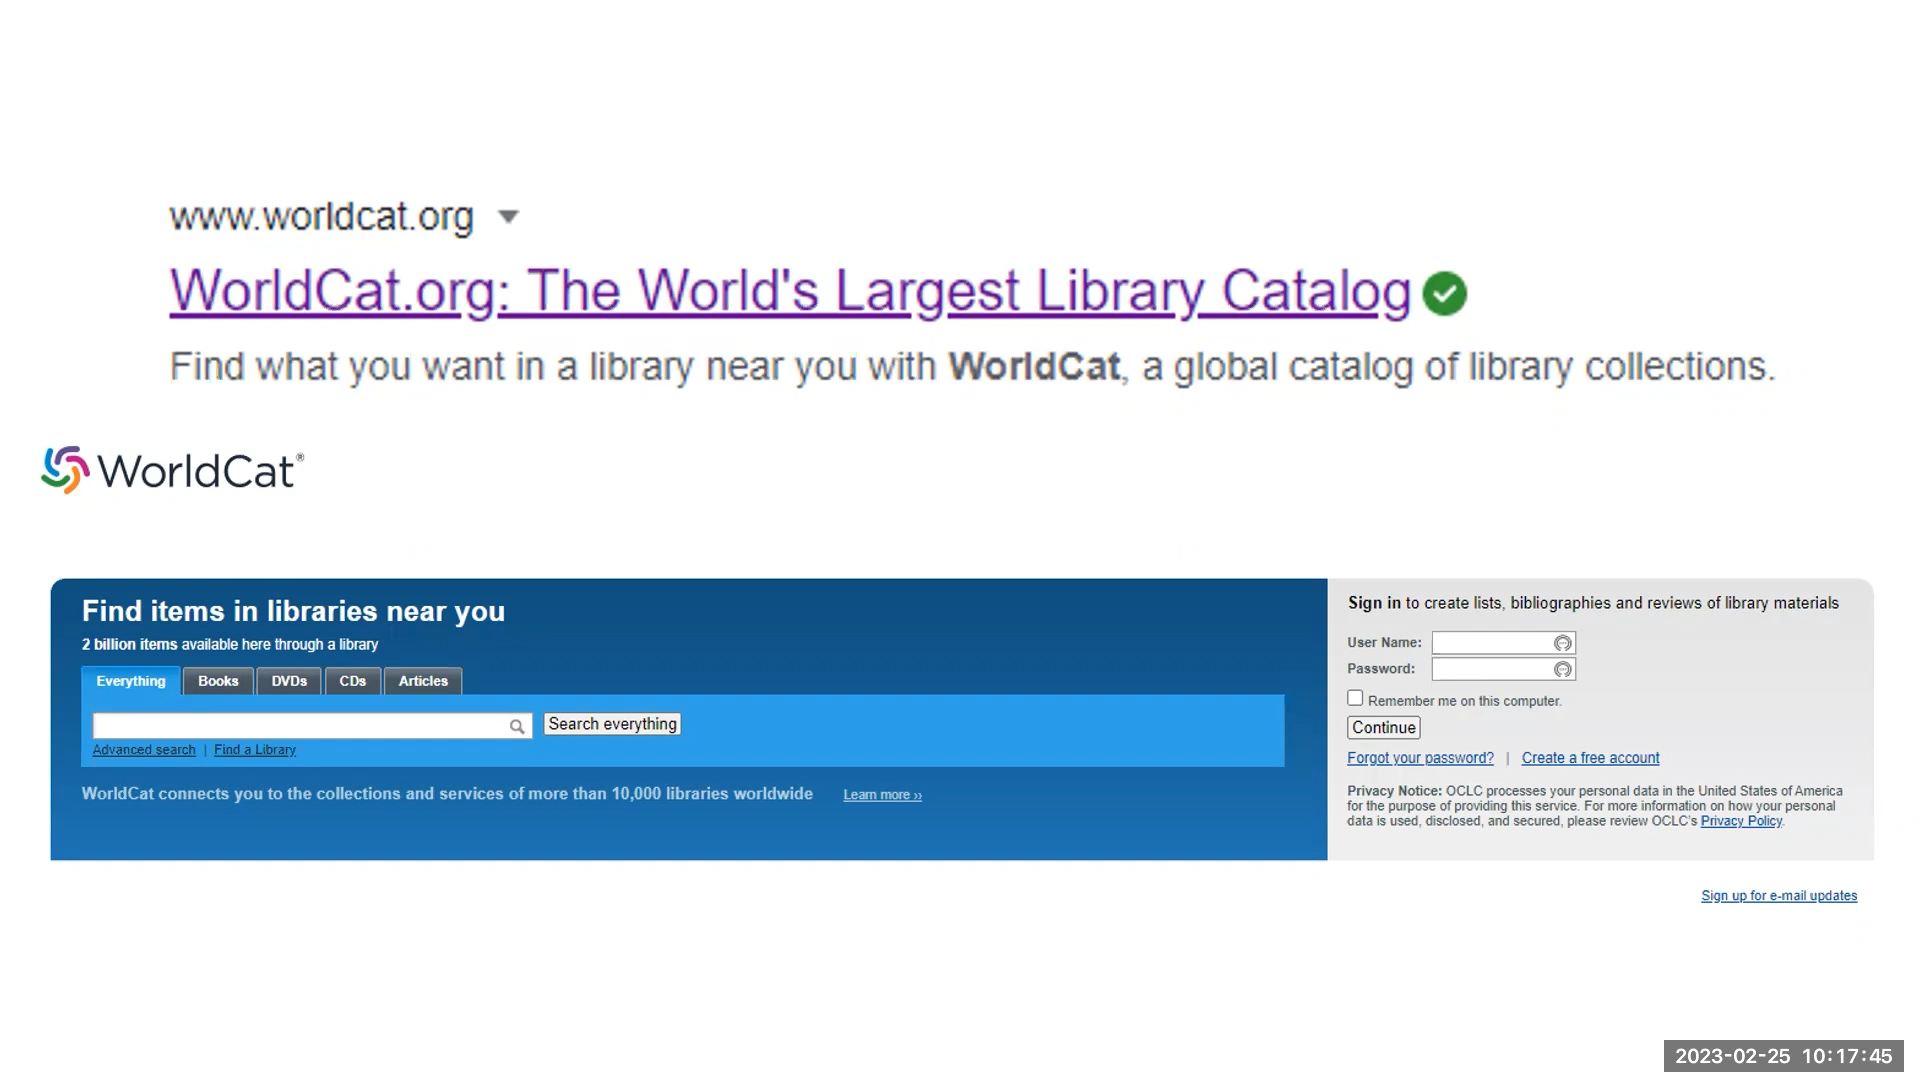 www.worldcat.org
WorldCat.org: The World's Largest Library Catalog
Find what you want in a library near you with WorldCat, a global catalog of library collections.
WorldCat®
Find items in libraries near you
2 billion items available here through a library
Everything Books DVDs CDs Articles
Search everything
Advanced search | Find a Library
WorldCat connects you to the collections and services of more than 10,000 libraries worldwide Learn more ››
Sign in to create lists, bibliographies and reviews of library materials
User Name:
Password:
Remember me on this computer.
Continue
Forgot your password? | Create a free account
Privacy Notice: OCLC processes your personal data in the United States of America
for the purpose of providing this service. For more information on how your personal
data is used, disclosed, and secured, please review OCLC's Privacy Policy.
Sign up for e-mail updates
2023-02-25 10:17:45